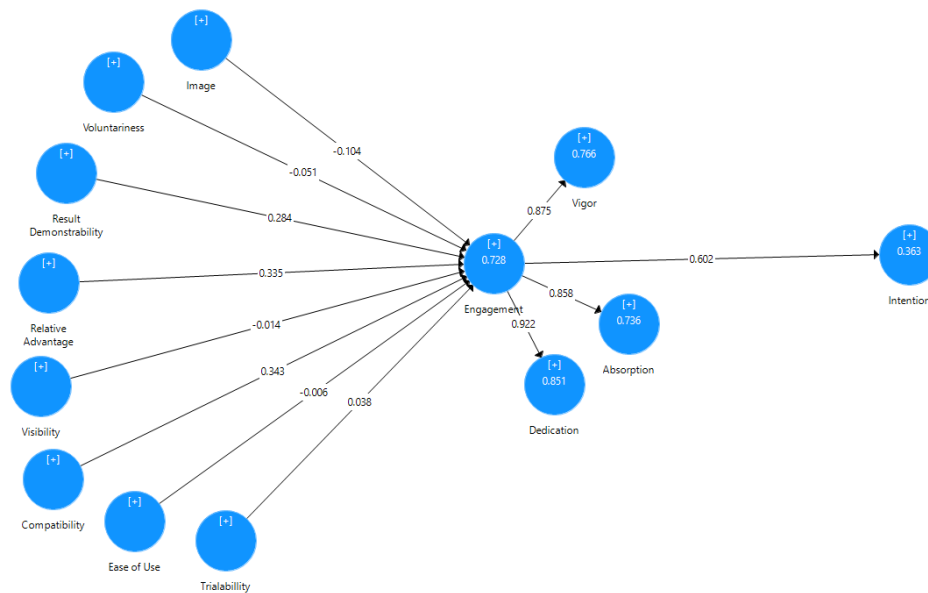 [+]
Image
[+]
Voluntariness
[+]
Result
Demonstrability
[+]
Relative
Advantage
[+]
Visibility
[+]
Compatibility
[+]
Ease of Use
[+]
Trialabillity
-0.104
-0.051
0.284
0.335
-0.014
0.343
-0.006
0.038
[+]
0.728
Engagement
0.875
0.858
0.922
0.602
[+]
0.766
Vigor
[+]
0.736
Absorption
[+]
0.851
Dedication
[+]
0.363
Intention